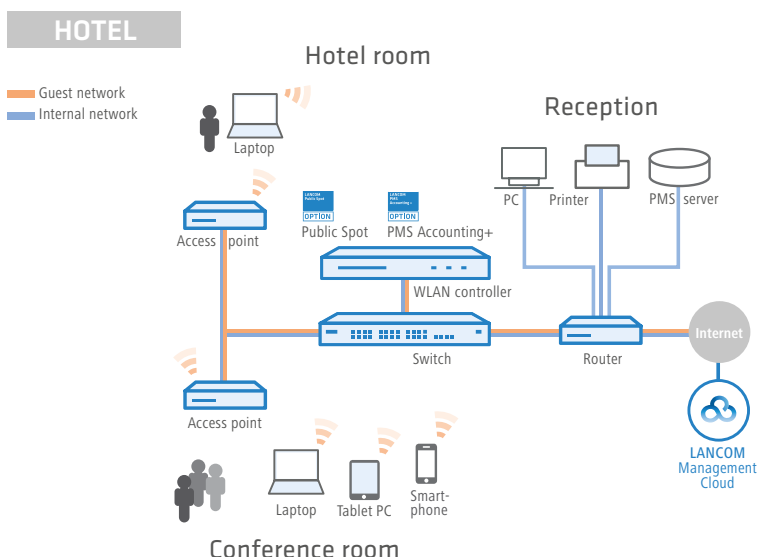 HOTEL
Hotel room
Guest network
Internal network
Reception
Laptop
LANCOM
Public Spot
OPTION
LANCOM
PMS
Accounting +
OPTION
PC
Printer
PMS server
Public Spot
PMS Accounting+
Access point
WLAN controller
Internet
Switch
Router
Access point
LANCOM
Management
Cloud
Laptop
Tablet PC
Smart-
phone
Conference room